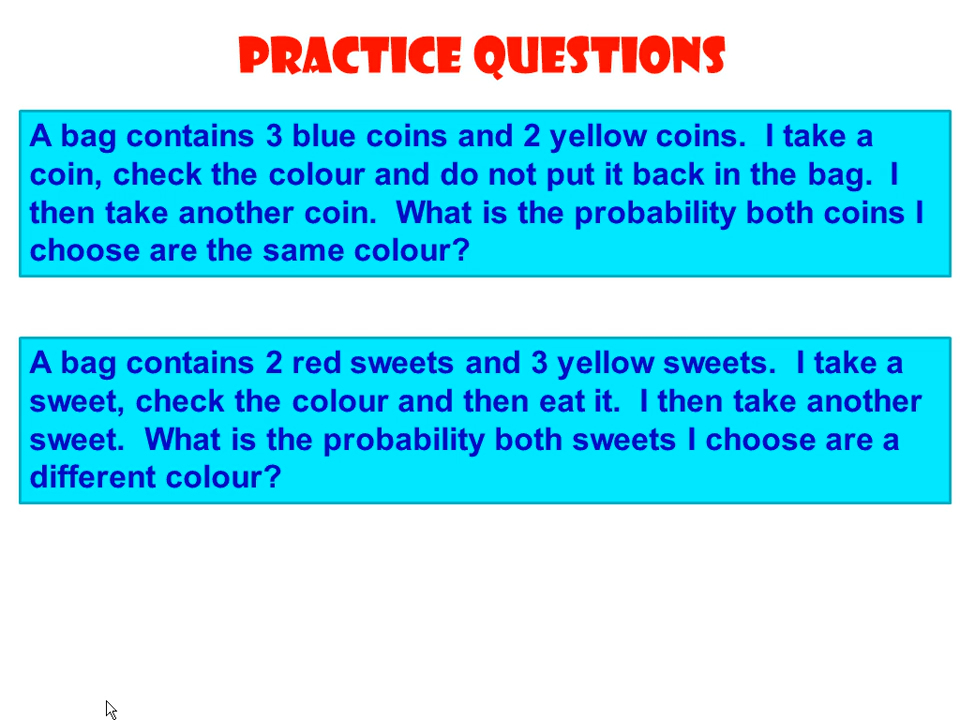 PRACTICE QUESTIONS
A bag contains 3 blue coins and 2 yellow coins.  I take a
coin, check the colour and do not put it back in the bag.  I
then take another coin.  What is the probability both coins I
choose are the same colour?
A bag contains 2 red sweets and 3 yellow sweets.  I take a
sweet, check the colour and then eat it.  I then take another
sweet.  What is the probability both sweets I choose are a
different colour?